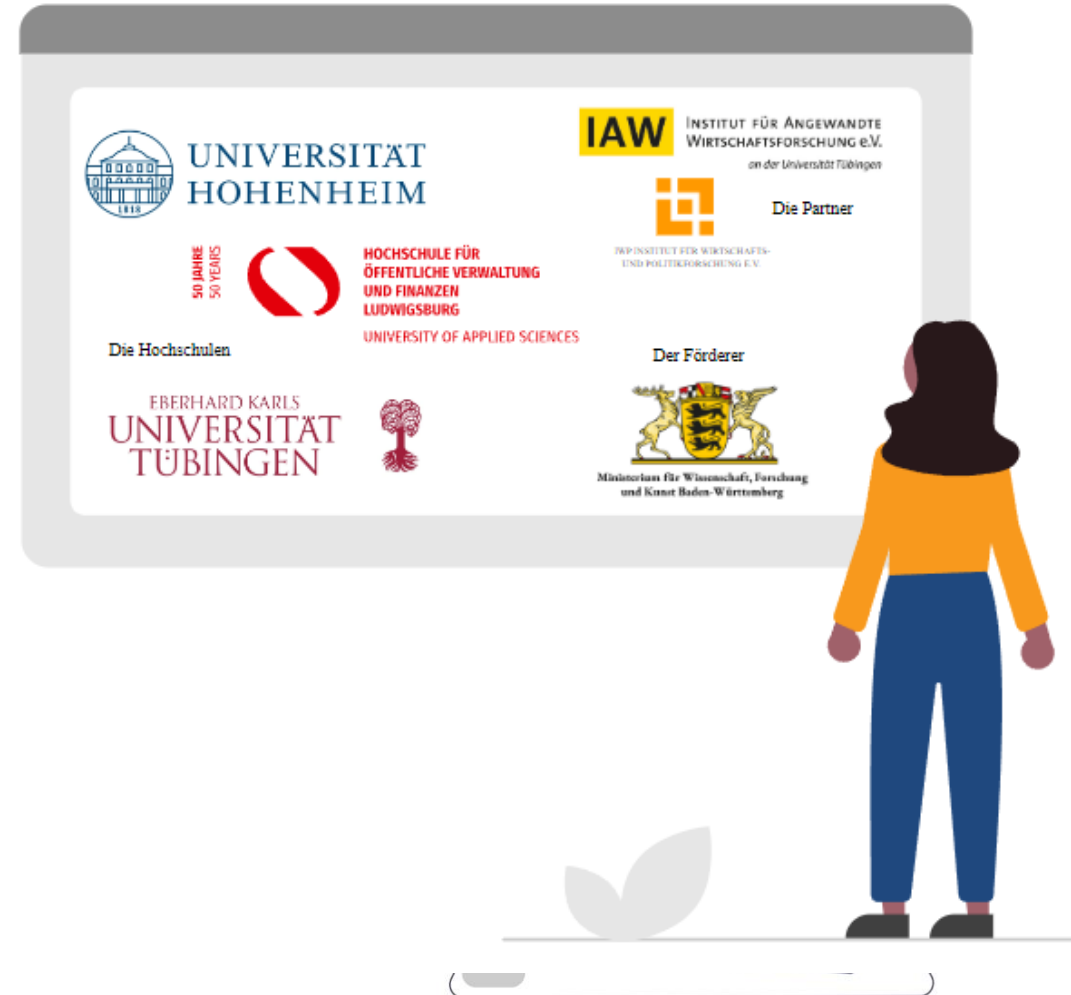 UNIVERSITÄT
HOHENHEIM
1818
50 JAHRE
50 YEARS
HOCHSCHULE FÜR
ÖFFENTLICHE VERWALTUNG
UND FINANZEN
LUDWIGSBURG
UNIVERSITY OF APPLIED SCIENCES
Die Hochschulen
EBERHARD KARLS
UNIVERSITÄT
TÜBINGEN
IAW
INSTITUT FÜR ANGEWANDTE
WIRTSCHAFTSFORSCHUNG e.V.
an der Universität Tübingen
Die Partner
IWP INSTITUT FÜR WIRTSCHAFTS-
UND POLITIKFORSCHUNG E.V.
Der Förderer
Ministerium für Wissenschaft, Forschung
und Kunst Baden-Württemberg